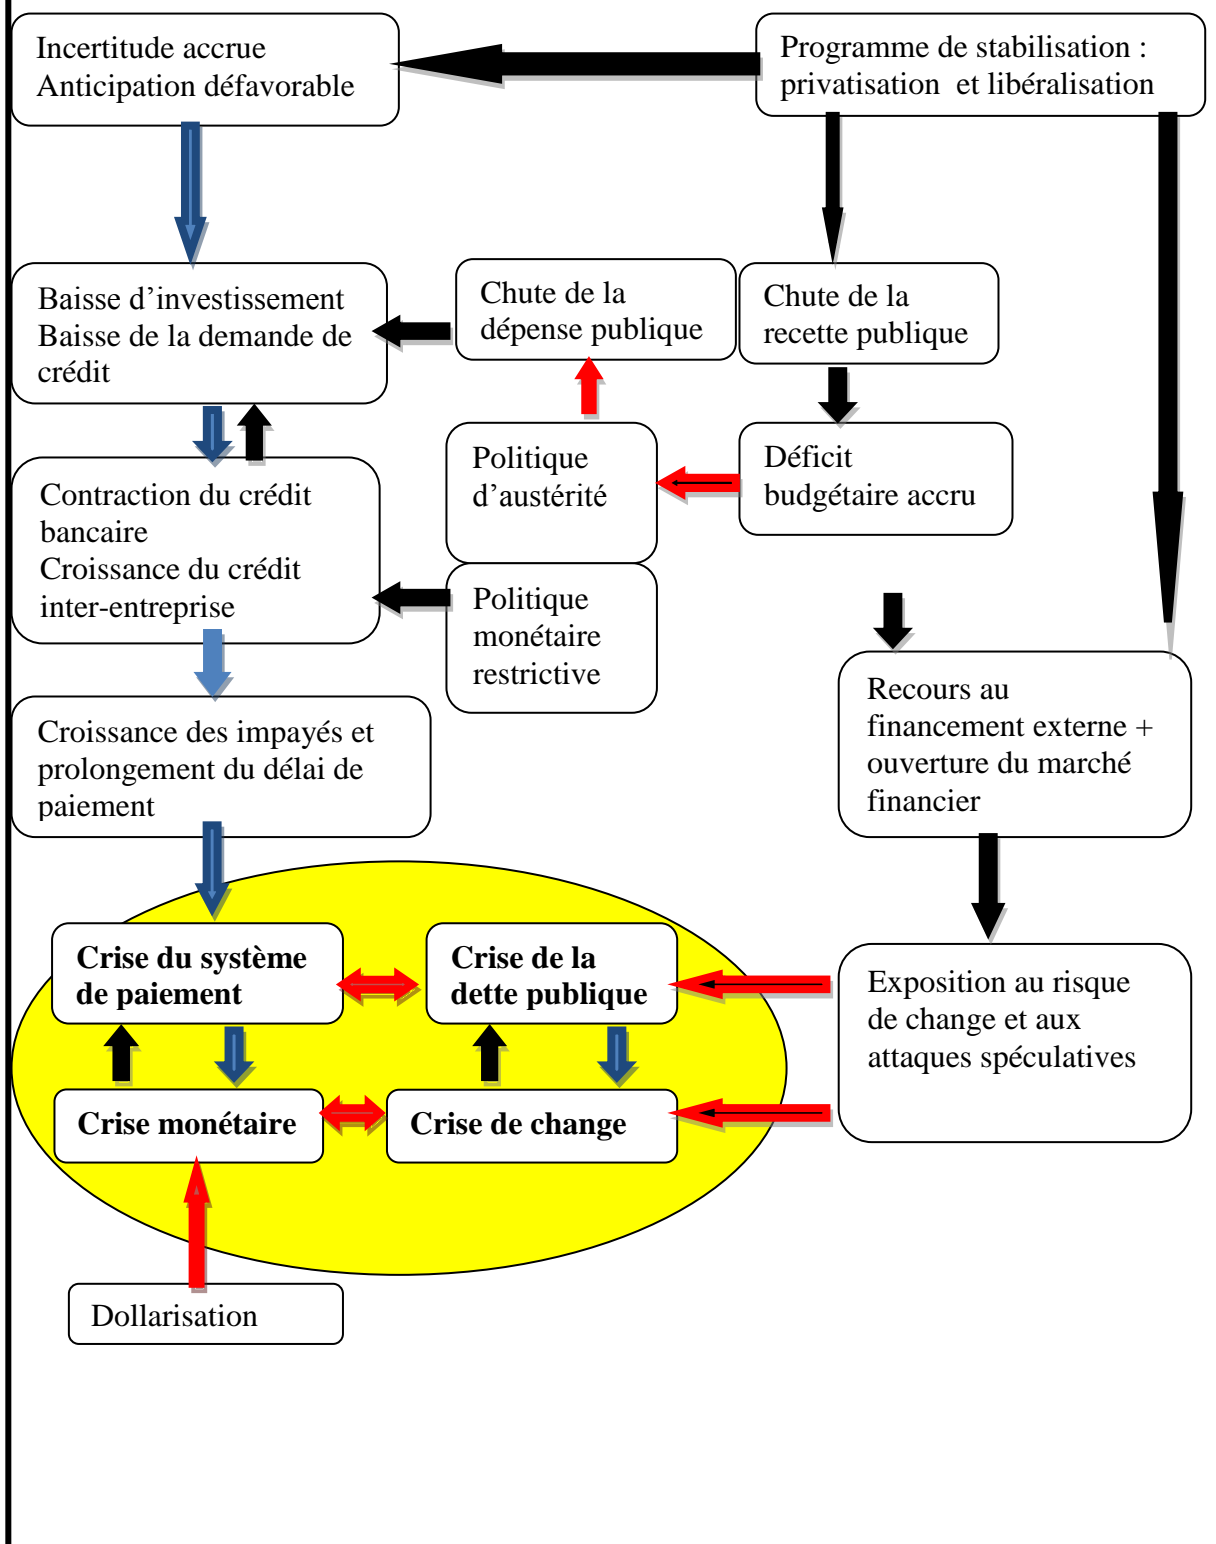 Incertitude accrue
Anticipation défavorable
Programme de stabilisation :
privatisation  et libéralisation
Baisse d’investissement
Baisse de la demande de
crédit
Chute de la
dépense publique
Chute de la
recette publique
Contraction du crédit
bancaire
Croissance du crédit
inter-entreprise
Politique
d’austérité
Déficit
budgétaire accru
Politique
monétaire
restrictive
Recours au
financement externe +
ouverture du marché
financier
Croissance des impayés et
prolongement du délai de
paiement
Crise du système
de paiement
Crise de la
dette publique
Exposition au risque
de change et aux
attaques spéculatives
Crise monétaire
Crise de change
Dollarisation